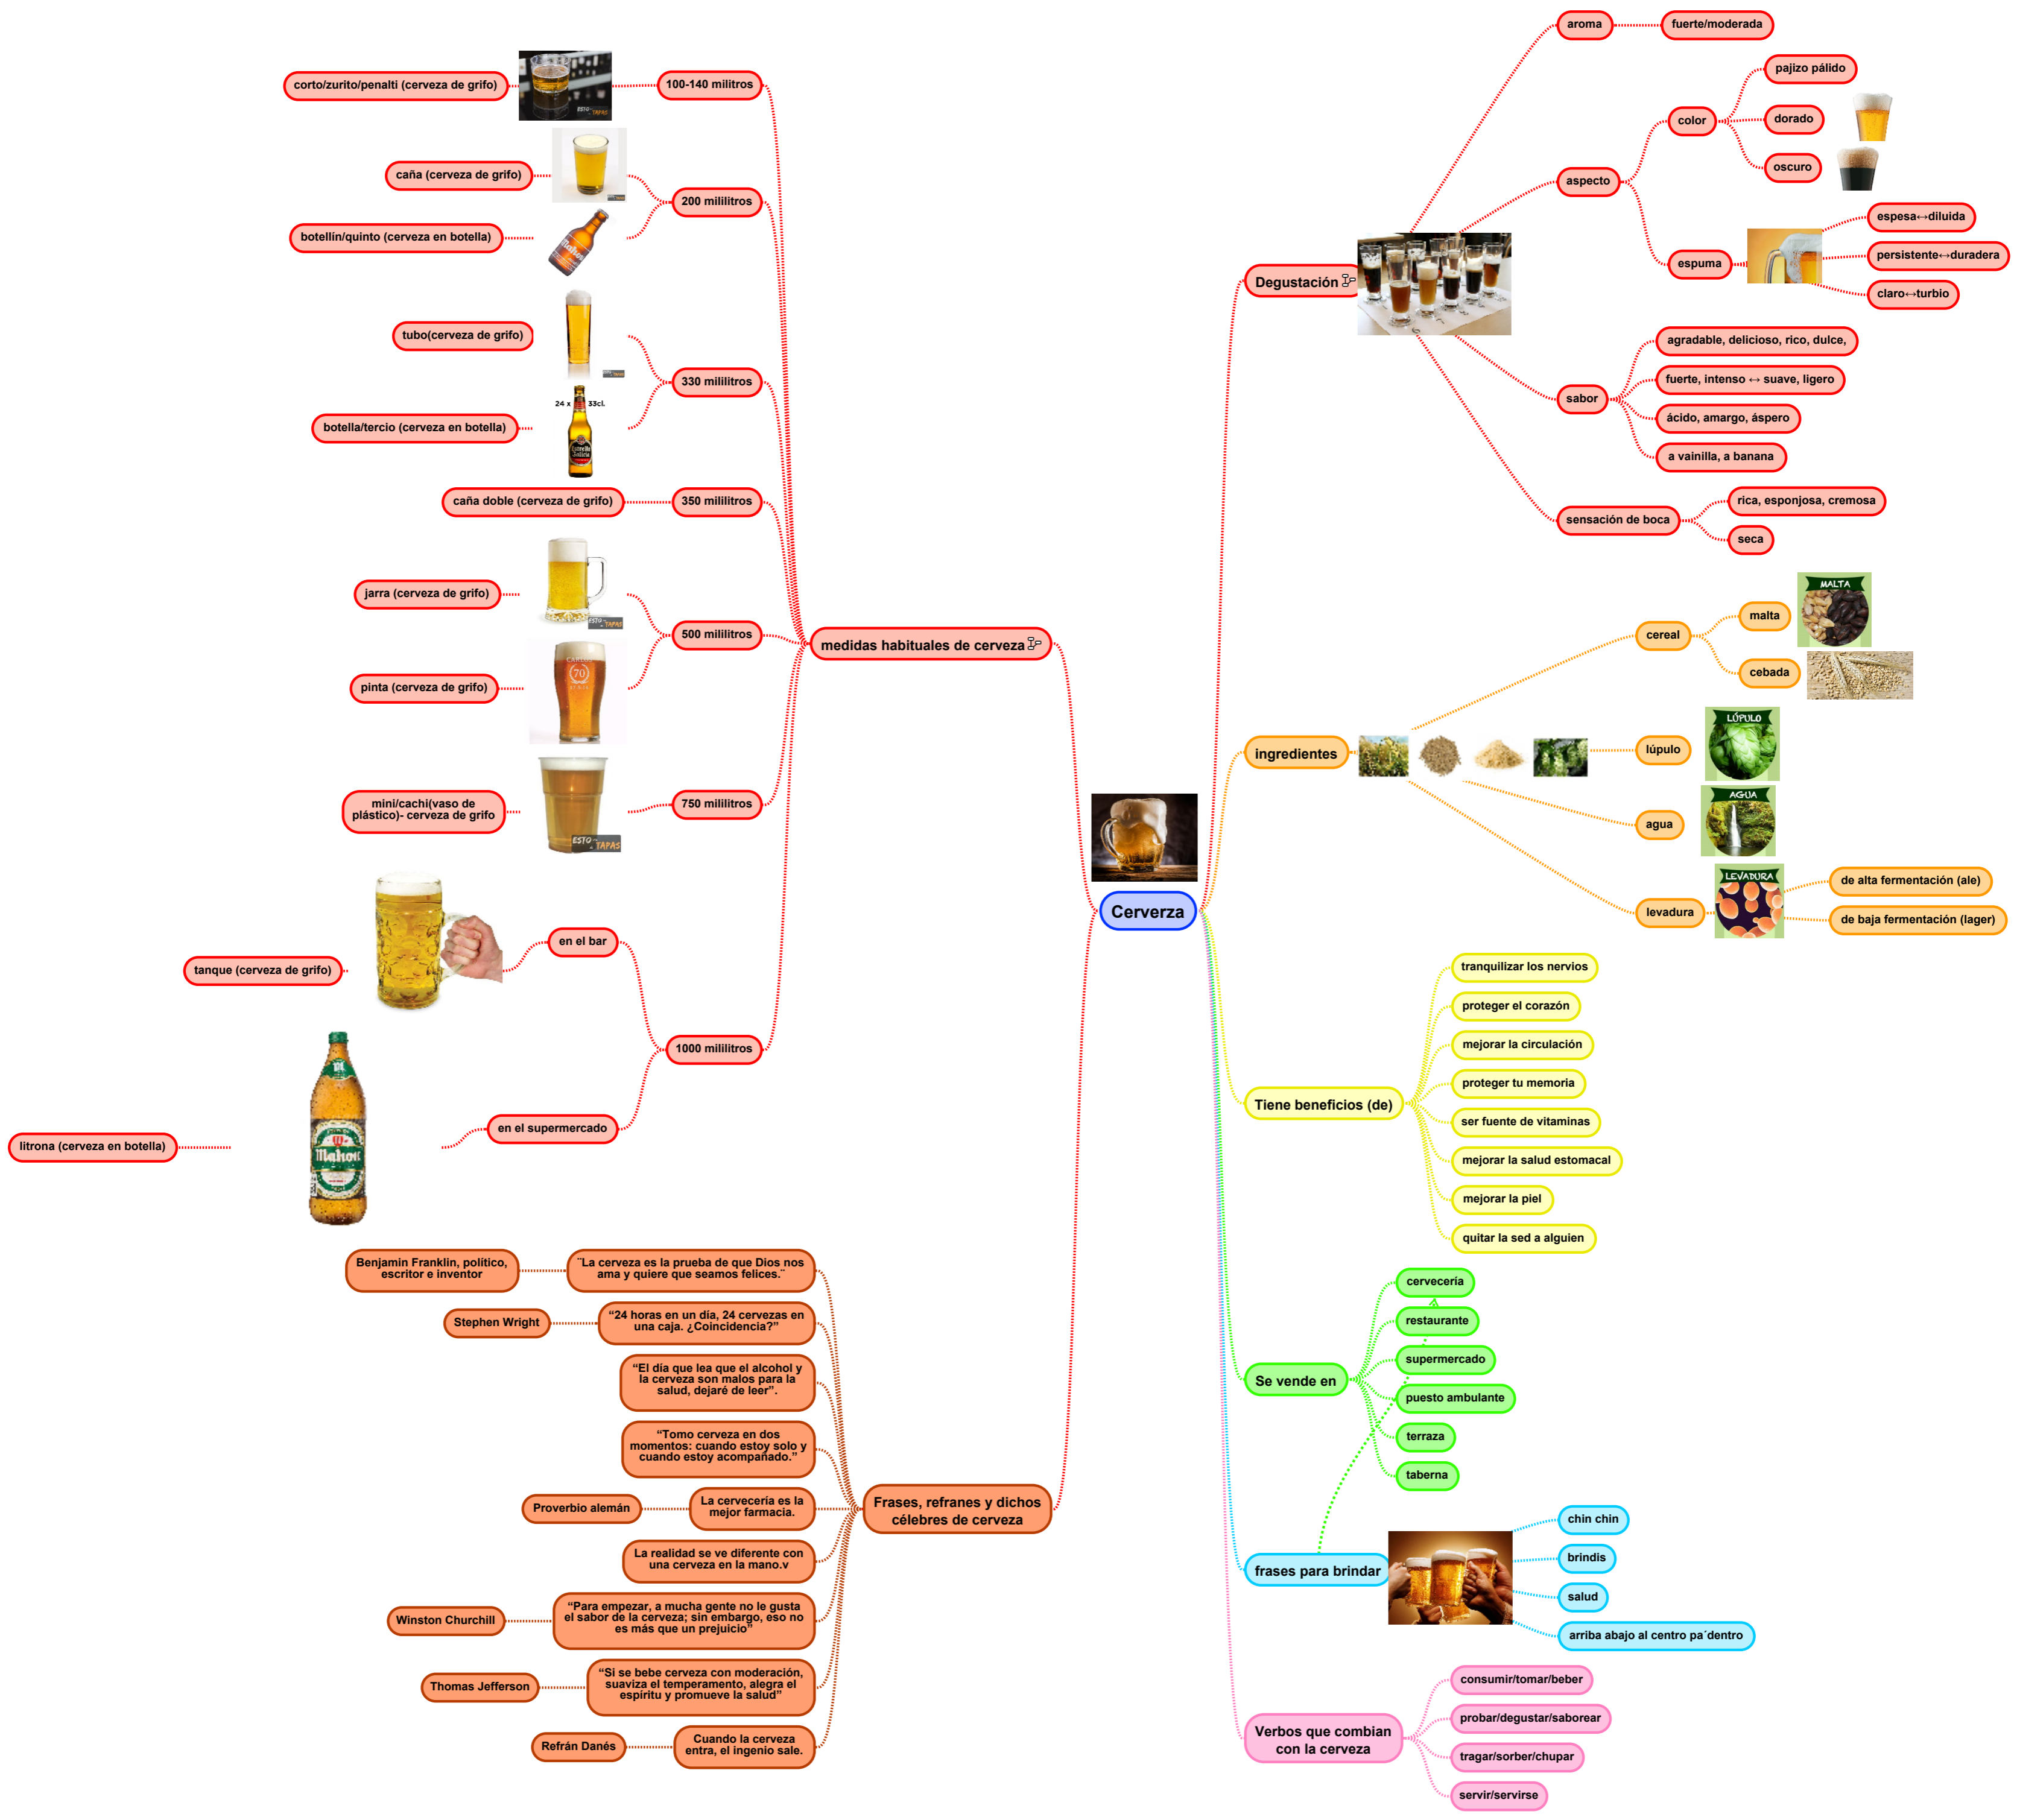 Cerverza
medidas habituales de cerveza
100-140 militros
corto/zurito/penalti (cerveza de grifo)
200 mililitros
caña (cerveza de grifo)
botellín/quinto (cerveza en botella)
330 mililitros
tubo(cerveza de grifo)
24 x 33cl.
botella/tercio (cerveza en botella)
350 mililitros
caña doble (cerveza de grifo)
500 mililitros
jarra (cerveza de grifo)
pinta (cerveza de grifo)
70
750 mililitros
mini/cachi(vaso de
plástico)- cerveza de grifo
ESTO
TAPAS
1000 mililitros
en el bar
tanque (cerveza de grifo)
en el supermercado
litrona (cerveza en botella)
Mahou
Frases, refranes y dichos
célebres de cerveza
¨La cerveza es la prueba de que Dios nos
ama y quiere que seamos felices.¨
Benjamin Franklin, político,
escritor e inventor
“24 horas en un día, 24 cervezas en
una caja. ¿Coincidencia?”
Stephen Wright
“El día que lea que el alcohol y
la cerveza son malos para la
salud, dejaré de leer”.
“Tomo cerveza en dos
momentos: cuando estoy solo y
cuando estoy acompañado.”
La cervecería es la
mejor farmacia.
Proverbio alemán
La realidad se ve diferente con
una cerveza en la mano.v
“Para empezar, a mucha gente no le gusta
el sabor de la cerveza; sin embargo, eso no
es más que un prejuicio”
Winston Churchill
“Si se bebe cerveza con moderación,
suaviza el temperamento, alegra el
espíritu y promueve la salud”
Thomas Jefferson
Cuando la cerveza
entra, el ingenio sale.
Refrán Danés
Degustación
aroma
fuerte/moderada
aspecto
color
pajizo pálido
dorado
oscuro
espuma
espesa↔diluida
persistente↔duradera
claro↔turbio
sabor
agradable, delicioso, rico, dulce,
fuerte, intenso ↔ suave, ligero
ácido, amargo, áspero
a vainilla, a banana
sensación de boca
rica, esponjosa, cremosa
seca
ingredientes
cereal
malta
MALTA
cebada
lúpulo
LÚPULO
agua
AGUA
levadura
LEVADURA
de alta fermentación (ale)
de baja fermentación (lager)
Tiene beneficios (de)
tranquilizar los nervios
proteger el corazón
mejorar la circulación
proteger tu memoria
ser fuente de vitaminas
mejorar la salud estomacal
mejorar la piel
quitar la sed a alguien
Se vende en
cervecería
restaurante
supermercado
puesto ambulante
terraza
taberna
frases para brindar
chin chin
brindis
salud
arriba abajo al centro pa´dentro
Verbos que combian
con la cerveza
consumir/tomar/beber
probar/degustar/saborear
tragar/sorber/chupar
servir/servirse